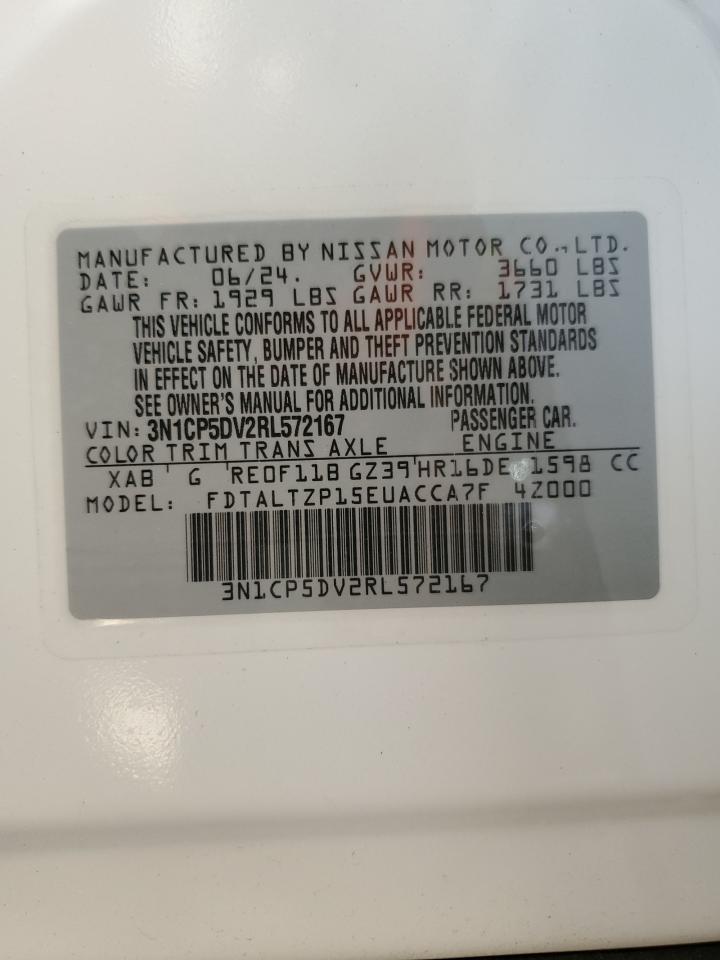 MANUFACTURED BY NISSAN MOTOR CO.,LTD.
DATE: 06/24. GVWR: 3660 LBS
GAWR FR: 1929 LBS GAWR RR: 1731 LBS
THIS VEHICLE CONFORMS TO ALL APPLICABLE FEDERAL MOTOR
VEHICLE SAFETY, BUMPER AND THEFT PREVENTION STANDARDS
IN EFFECT ON THE DATE OF MANUFACTURE SHOWN ABOVE.
SEE OWNER'S MANUAL FOR ADDITIONAL INFORMATION.
VIN: 3N1CP5DV2RL572167 PASSENGER CAR.
COLOR TRIM TRANS AXLE ENGINE
XAB G RE0F11B GZ39 HR16DE 1598 CC
MODEL: FDTALTZP15EUACCA7F 4Z000
3N1CP5DV2RL572167